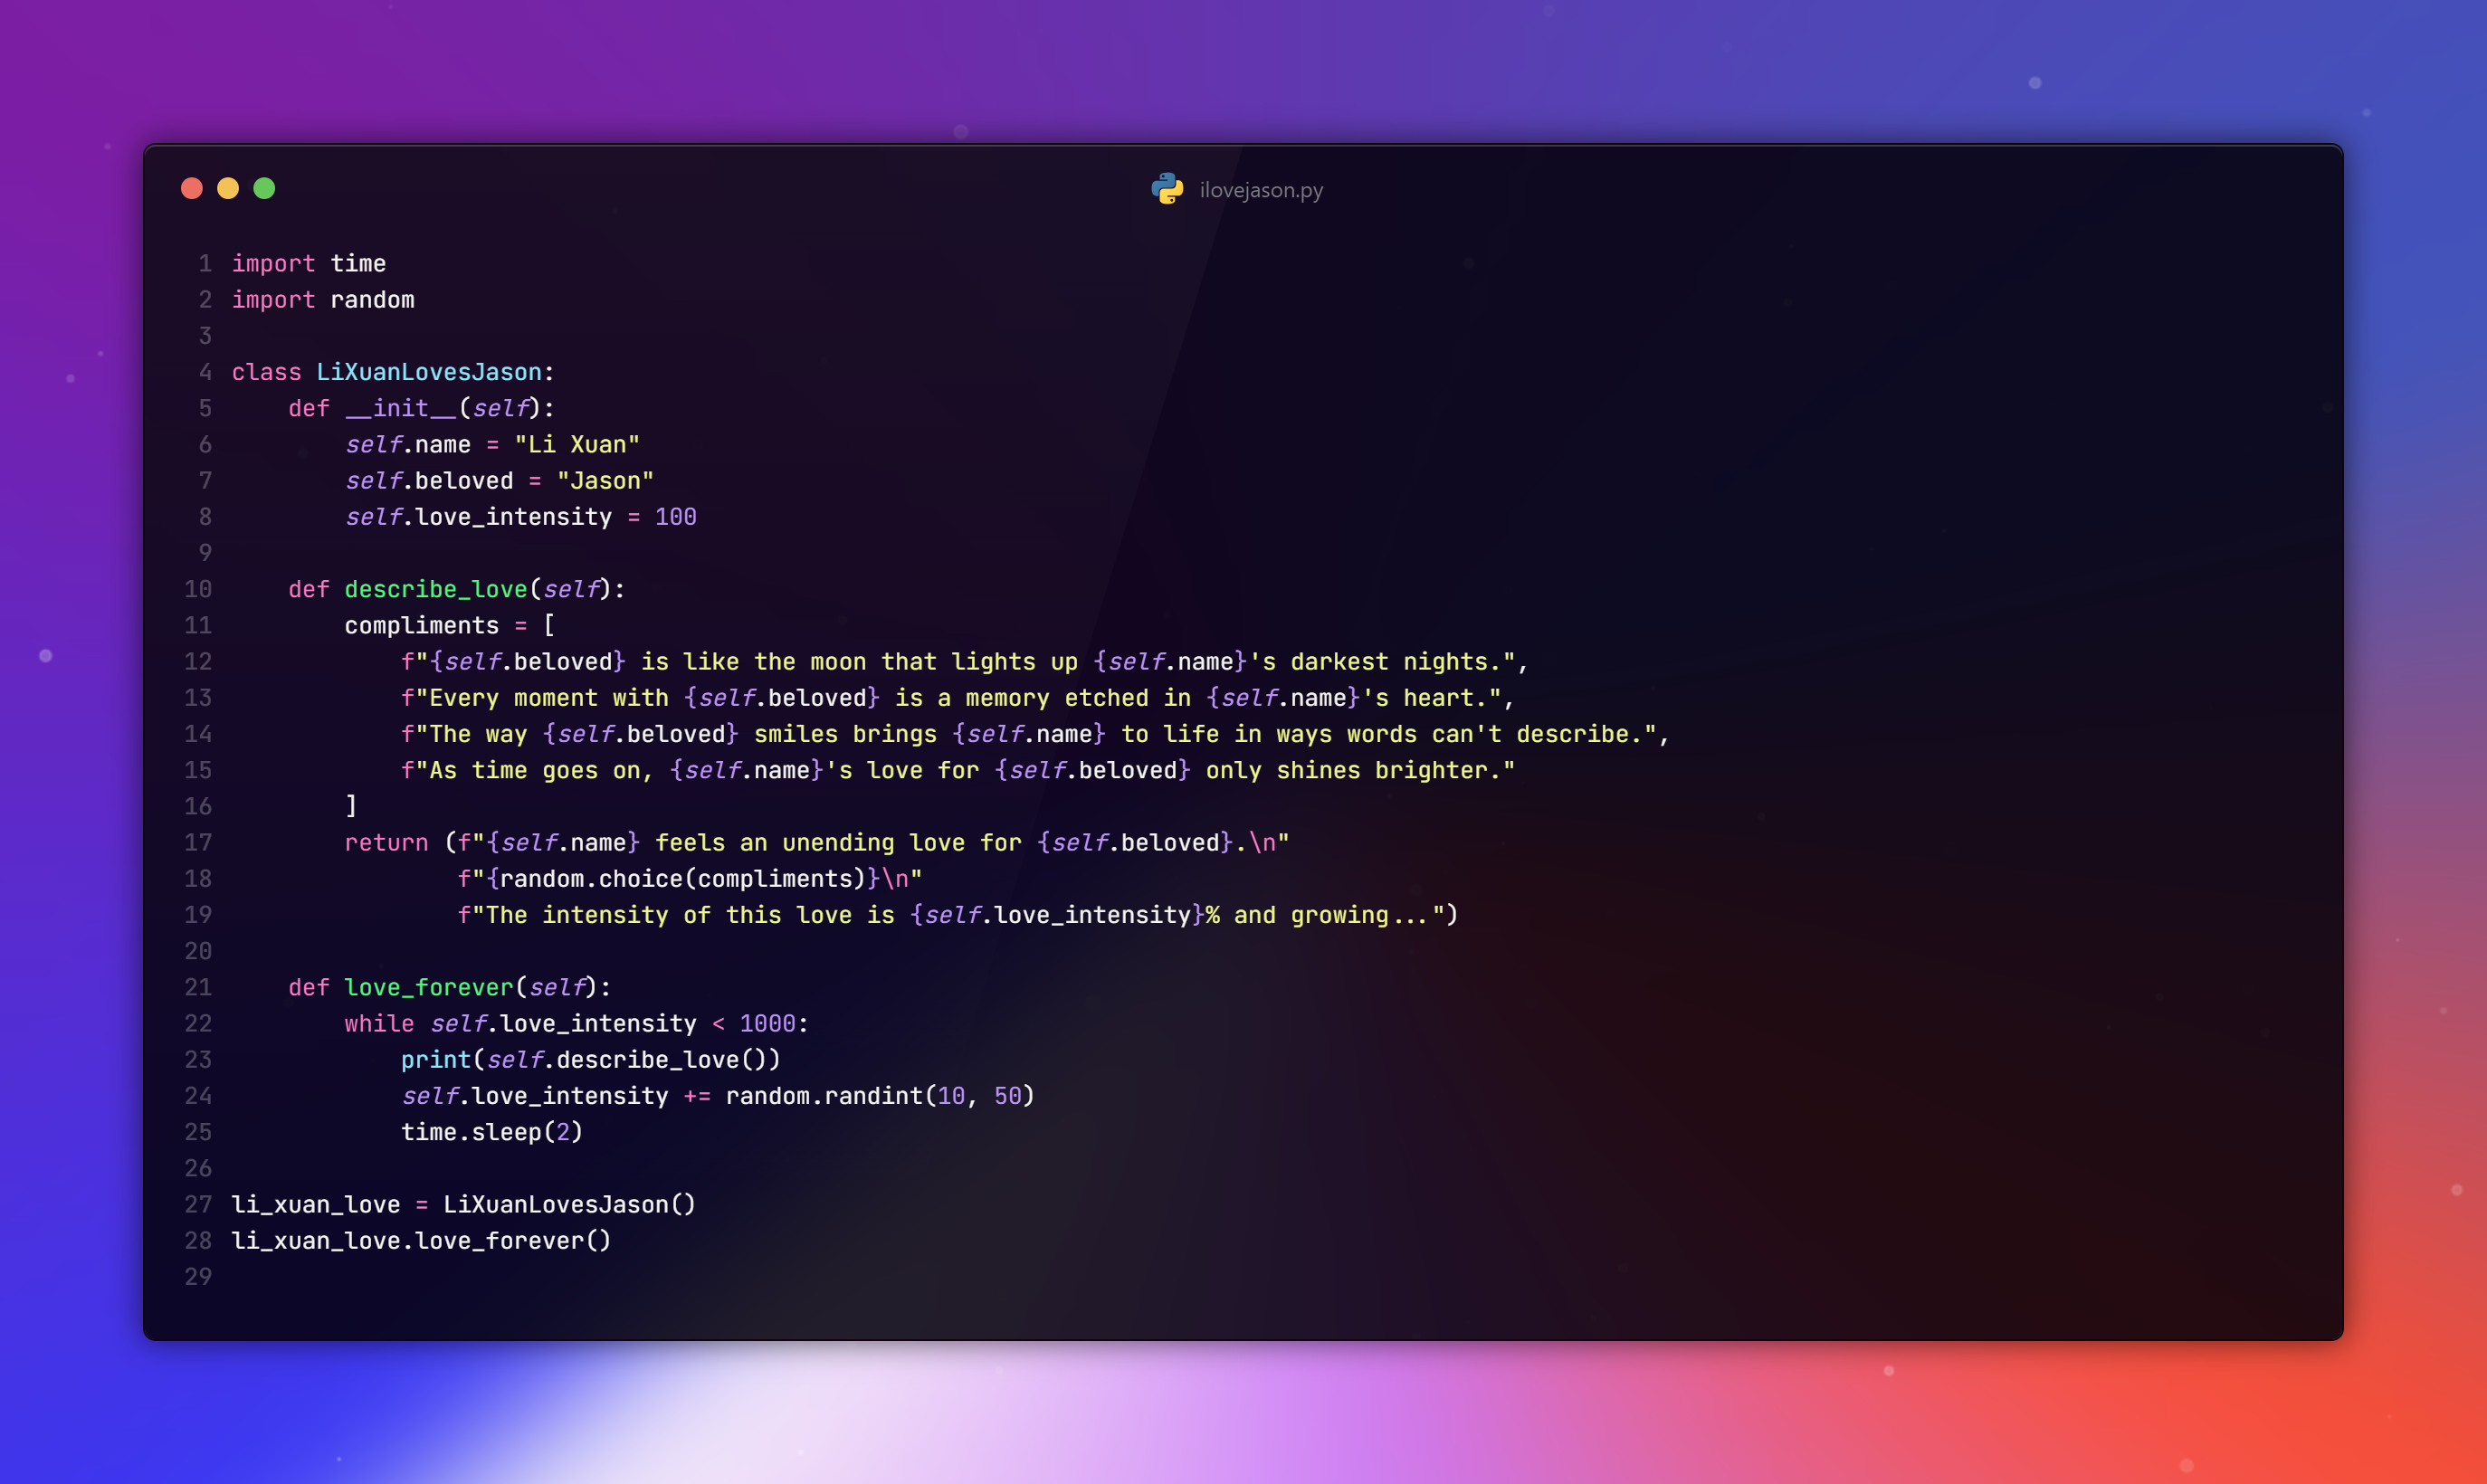 ilovejason.py
1 import time
2 import random
3
4 class LiXuanLovesJason:
5     def __init__(self):
6         self.name = "Li Xuan"
7         self.beloved = "Jason"
8         self.love_intensity = 100
9
10     def describe_love(self):
11         compliments = [
12             f"{self.beloved} is like the moon that lights up {self.name}'s darkest nights.",
13             f"Every moment with {self.beloved} is a memory etched in {self.name}'s heart.",
14             f"The way {self.beloved} smiles brings {self.name} to life in ways words can't describe.",
15             f"As time goes on, {self.name}'s love for {self.beloved} only shines brighter."
16         ]
17         return (f"{self.name} feels an unending love for {self.beloved}.\n"
18                 f"{random.choice(compliments)}\n"
19                 f"The intensity of this love is {self.love_intensity}% and growing...")
20
21     def love_forever(self):
22         while self.love_intensity < 1000:
23             print(self.describe_love())
24             self.love_intensity += random.randint(10, 50)
25             time.sleep(2)
26
27 li_xuan_love = LiXuanLovesJason()
28 li_xuan_love.love_forever()
29